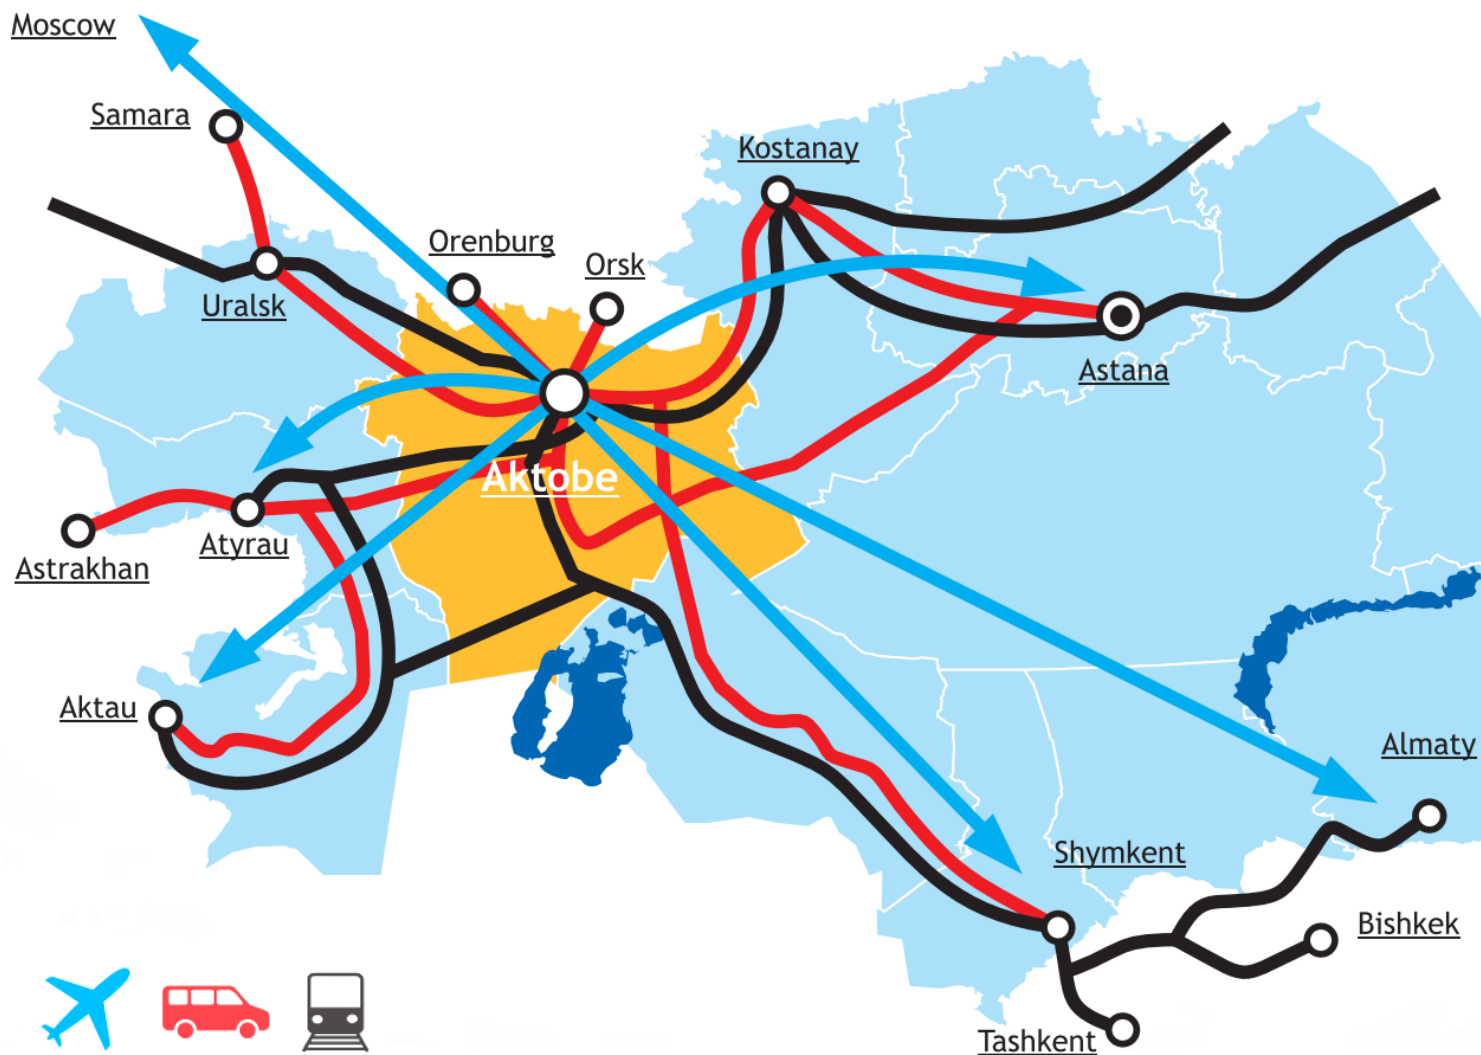 Moscow
Samara
Kostanay
Orenburg
Orsk
Uralsk
Astana
Aktobe
Atyrau
Astrakhan
Aktau
Almaty
Shymkent
Bishkek
Tashkent